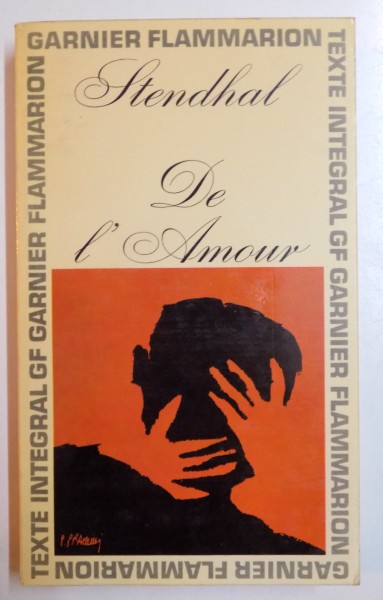 GARNIER FLAMMARION
Stendhal
De
l'Amour
TEXTE INTEGRAL GF GARNIER FLAMMARION
TEXTE INTEGRAL GF GARNIER FLAMMARION
GARNIER FLAMMARION